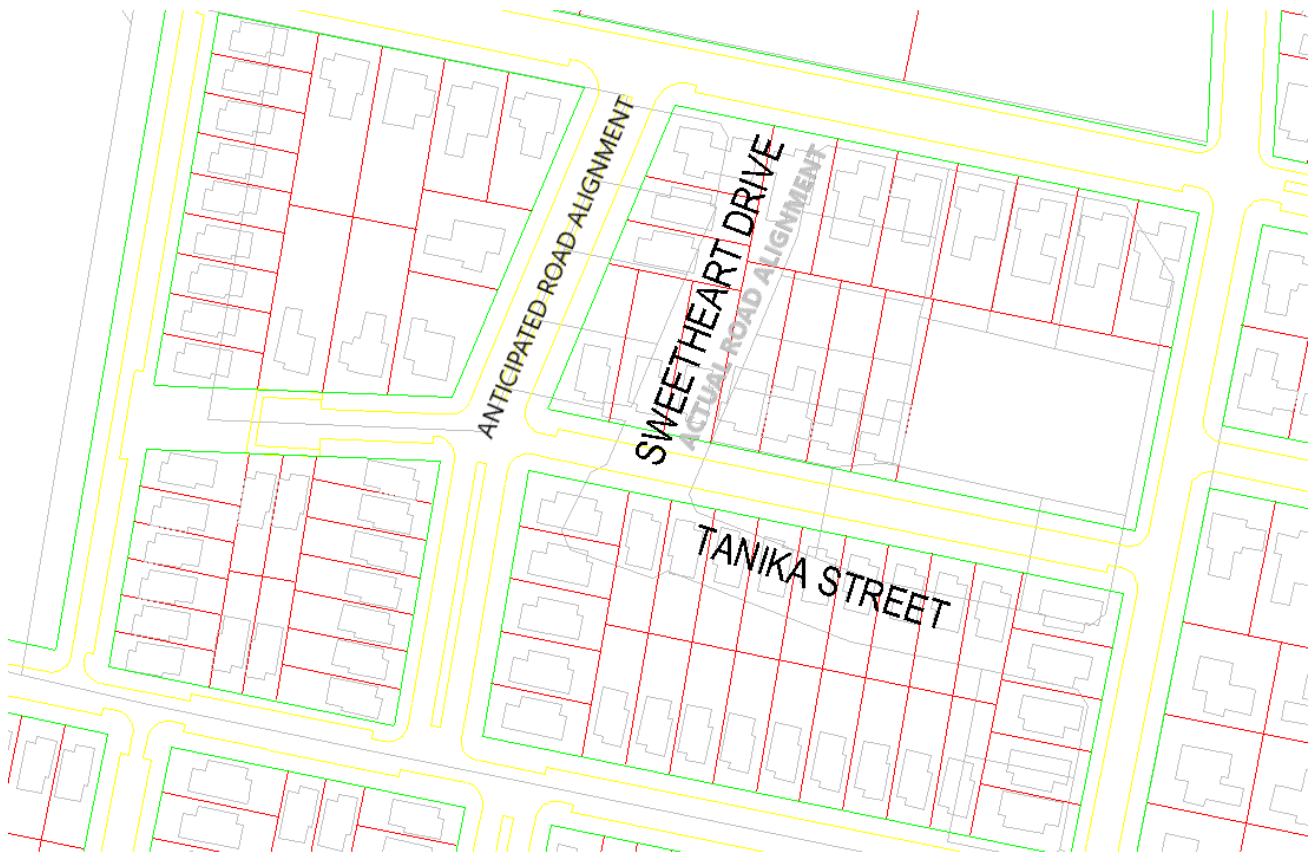 ANTICIPATED ROAD ALIGNMENT
SWEETHEART DRIVE
ACTUAL ROAD ALIGNMENT
TANIKA STREET